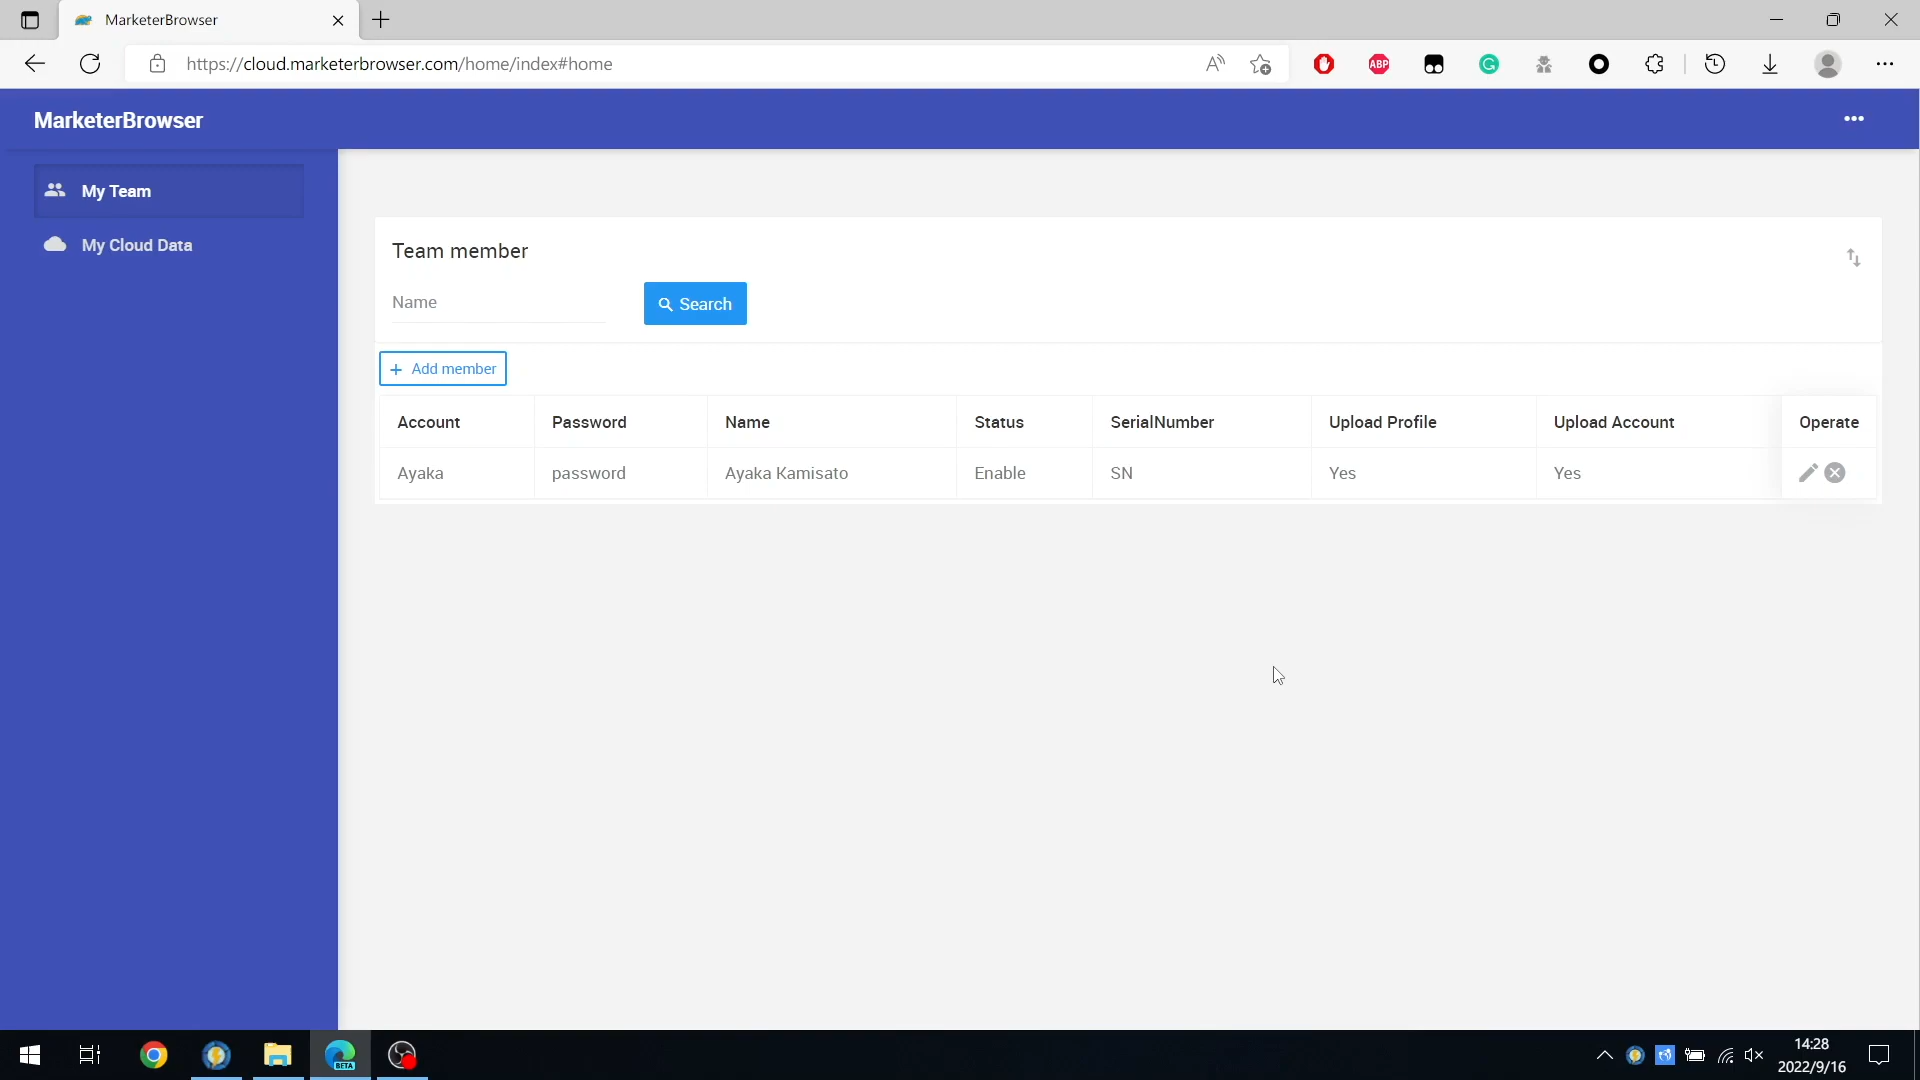 MarketerBrowser
https://cloud.marketerbrowser.com/home/index#home
ABP
MarketerBrowser
My Team
My Cloud Data
Team member
Name
Search
+ Add member
Account Password Name Status SerialNumber Upload Profile Upload Account Operate
Ayaka password Ayaka Kamisato Enable SN Yes Yes
BETA
14:28
2022/9/16